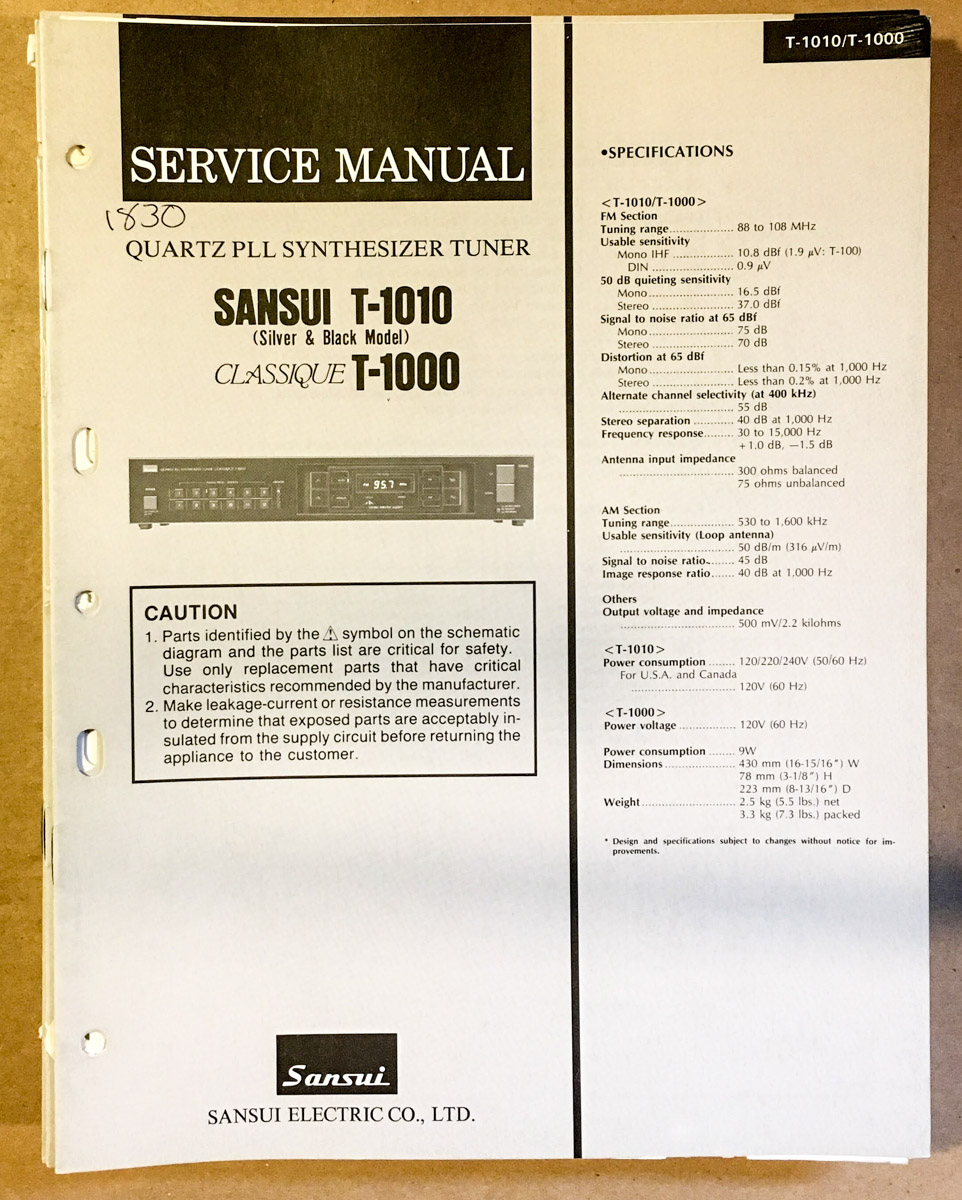 T-1010/T-1000
SERVICE MANUAL
1830
QUARTZ PLL SYNTHESIZER TUNER
SANSUI T-1010
(Silver & Black Model)
CLASSIQUE T-1000
95.7
CAUTION
1. Parts identified by the ⚠ symbol on the schematic
diagram and the parts list are critical for safety.
Use only replacement parts that have critical
characteristics recommended by the manufacturer.
2. Make leakage-current or resistance measurements
to determine that exposed parts are acceptably in-
sulated from the supply circuit before returning the
appliance to the customer.
Sansui
SANSUI ELECTRIC CO., LTD.
•SPECIFICATIONS
<T-1010/T-1000>
FM Section
Tuning range................... 88 to 108 MHz
Usable sensitivity
Mono IHF .................. 10.8 dBf (1.9 μV: T-100)
DIN ........................ 0.9 μV
50 dB quieting sensitivity
Mono......................... 16.5 dBf
Stereo ........................ 37.0 dBf
Signal to noise ratio at 65 dBf
Mono......................... 75 dB
Stereo ........................ 70 dB
Distortion at 65 dBf
Mono......................... Less than 0.15% at 1,000 Hz
Stereo ........................ Less than 0.2% at 1,000 Hz
Alternate channel selectivity (at 400 kHz)
.................................. 55 dB
Stereo separation ............ 40 dB at 1,000 Hz
Frequency response......... 30 to 15,000 Hz
+1.0 dB, −1.5 dB
Antenna input impedance
.................................. 300 ohms balanced
75 ohms unbalanced
AM Section
Tuning range................... 530 to 1,600 kHz
Usable sensitivity (Loop antenna)
.................................. 50 dB/m (316 μV/m)
Signal to noise ratio........ 45 dB
Image response ratio....... 40 dB at 1,000 Hz
Others
Output voltage and impedance
.................................. 500 mV/2.2 kilohms
<T-1010>
Power consumption ........ 120/220/240V (50/60 Hz)
For U.S.A. and Canada
............................... 120V (60 Hz)
<T-1000>
Power voltage ................. 120V (60 Hz)
Power consumption ........ 9W
Dimensions ..................... 430 mm (16-15/16") W
78 mm (3-1/8") H
223 mm (8-13/16") D
Weight............................ 2.5 kg (5.5 lbs.) net
3.3 kg (7.3 lbs.) packed
* Design and specifications subject to changes without notice for im-
provements.